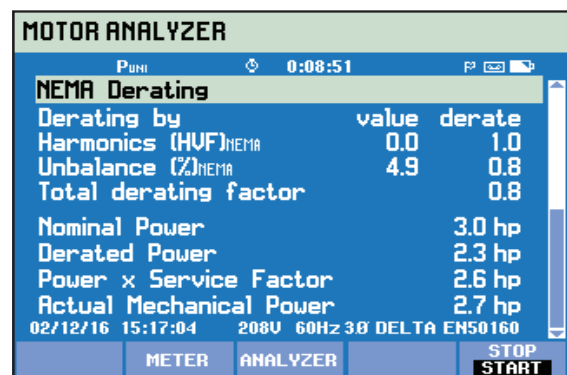 MOTOR ANALYZER
PUNI 0:08:51
NEMA Derating
Derating by value derate
Harmonics (HVF)NEMA 0.0 1.0
Unbalance (%)NEMA 4.9 0.8
Total derating factor 0.8
Nominal Power 3.0 hp
Derated Power 2.3 hp
Power x Service Factor 2.6 hp
Actual Mechanical Power 2.7 hp
02/12/16 15:17:04 208V 60Hz 3Ø DELTA EN50160
METER ANALYZER STOP
START